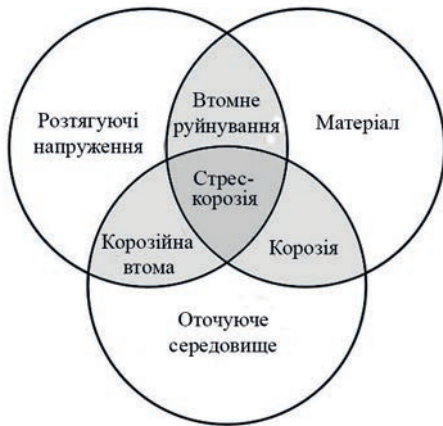 Втомне
руйнування
Розтягуючі
напруження
Матеріал
Стрес-
корозія
Корозійна
втома
Корозія
Оточуюче
середовище